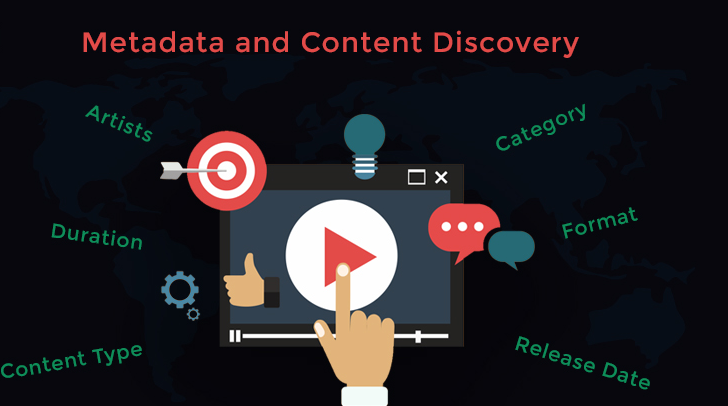 Metadata and Content Discovery
Artists
Category
Duration
Format
Content Type
Release Date